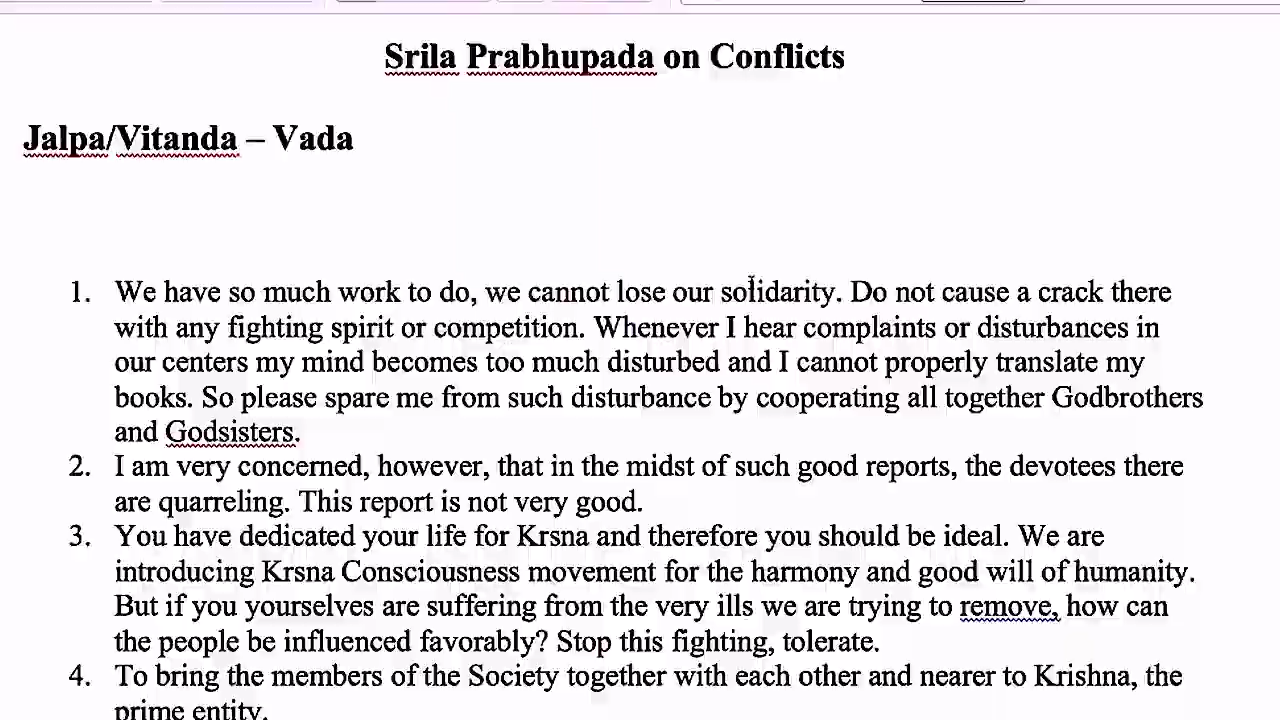 Srila Prabhupada on Conflicts
Jalpa/Vitanda – Vada
1. We have so much work to do, we cannot lose our solidarity. Do not cause a crack there
with any fighting spirit or competition. Whenever I hear complaints or disturbances in
our centers my mind becomes too much disturbed and I cannot properly translate my
books. So please spare me from such disturbance by cooperating all together Godbrothers
and Godsisters.
2. I am very concerned, however, that in the midst of such good reports, the devotees there
are quarreling. This report is not very good.
3. You have dedicated your life for Krsna and therefore you should be ideal. We are
introducing Krsna Consciousness movement for the harmony and good will of humanity.
But if you yourselves are suffering from the very ills we are trying to remove, how can
the people be influenced favorably? Stop this fighting, tolerate.
4. To bring the members of the Society together with each other and nearer to Krishna, the
prime entity.